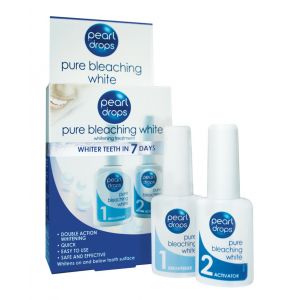 pearl
drops
pure bleaching
white
pearl
drops
pure bleaching white
whitening treatment
WHITER TEETH IN 7 DAYS
• DOUBLE ACTION
WHITENING
• QUICK
• EASY TO USE
• SAFE AND EFFECTIVE
Whitens on and below tooth surface
pearl
drops
pure
bleaching
white
1
pearl
drops
pure
bleaching
white
2 ACTIVATOR